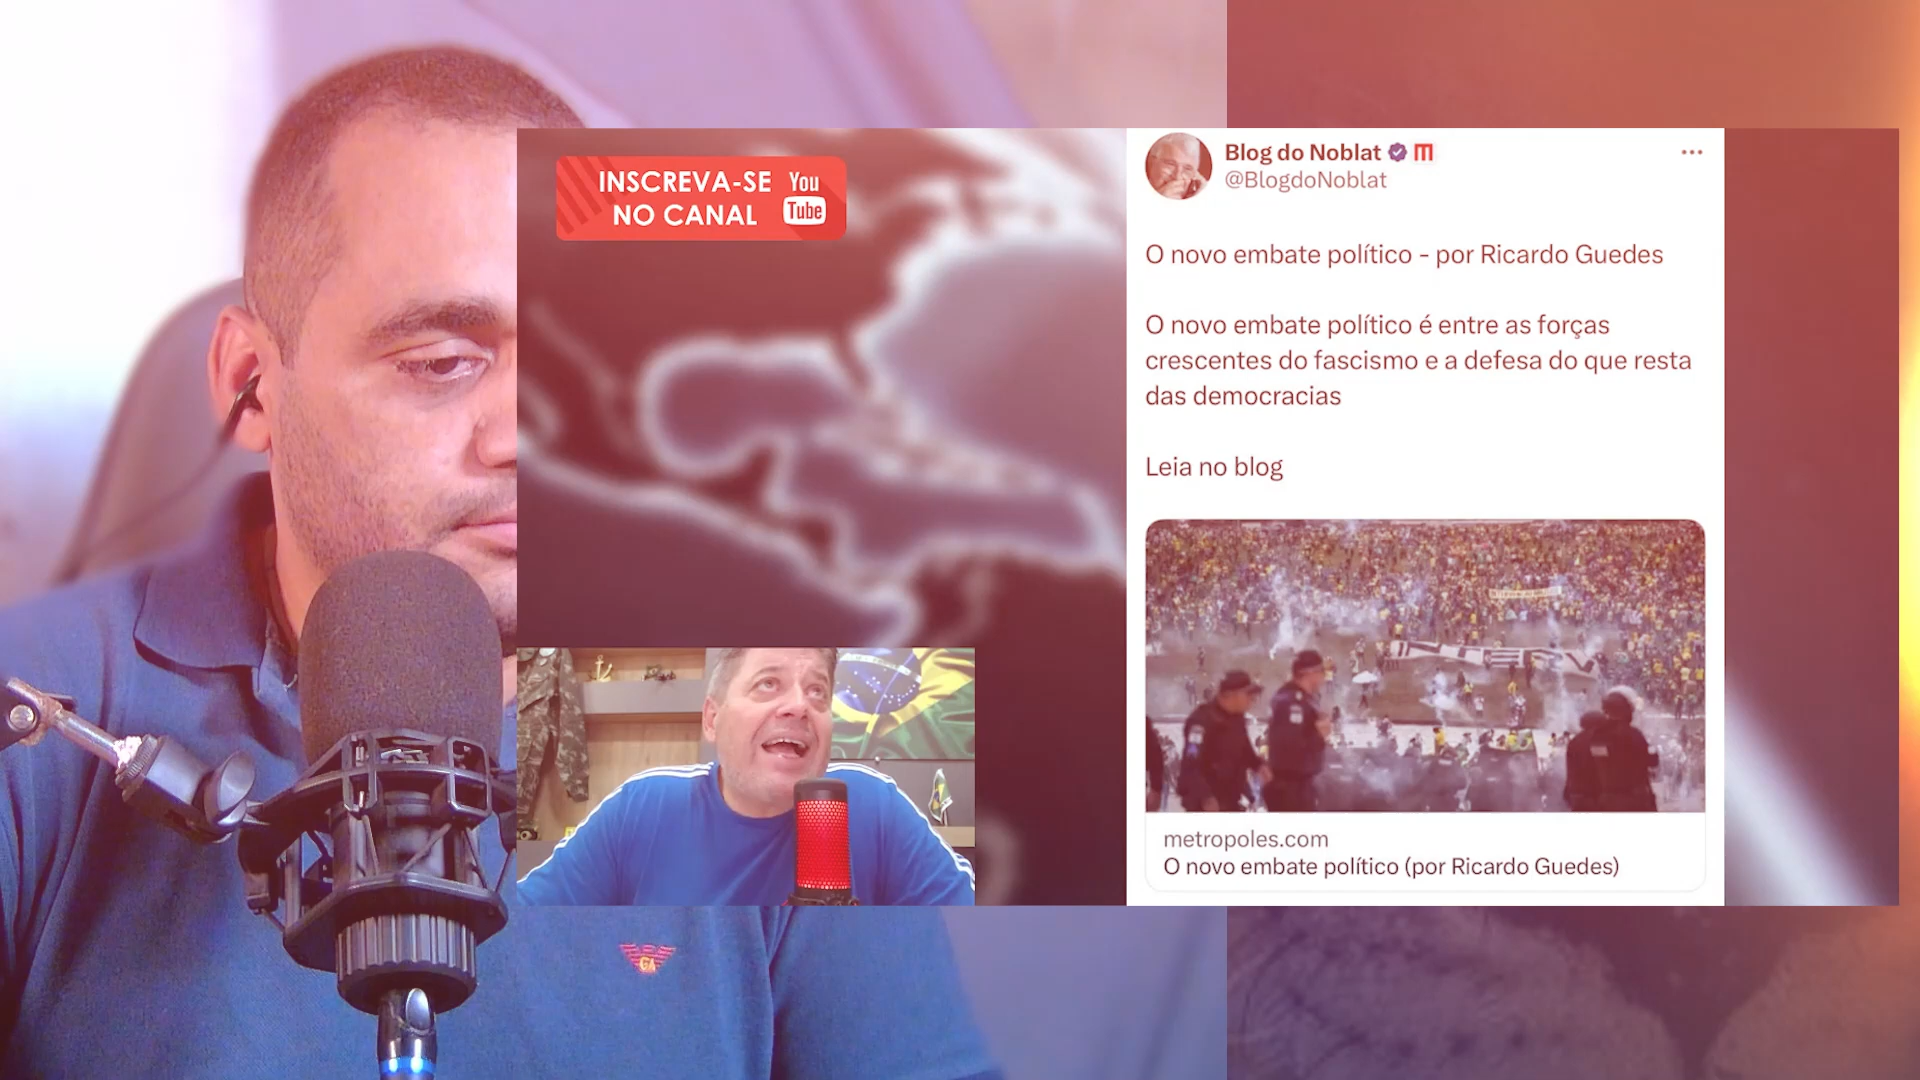 INSCREVA-SE
NO CANAL
You
Tube
Blog do Noblat
@BlogdoNoblat
O novo embate político - por Ricardo Guedes
O novo embate político é entre as forças
crescentes do fascismo e a defesa do que resta
das democracias
Leia no blog
INTERV
metropoles.com
O novo embate político (por Ricardo Guedes)
GA